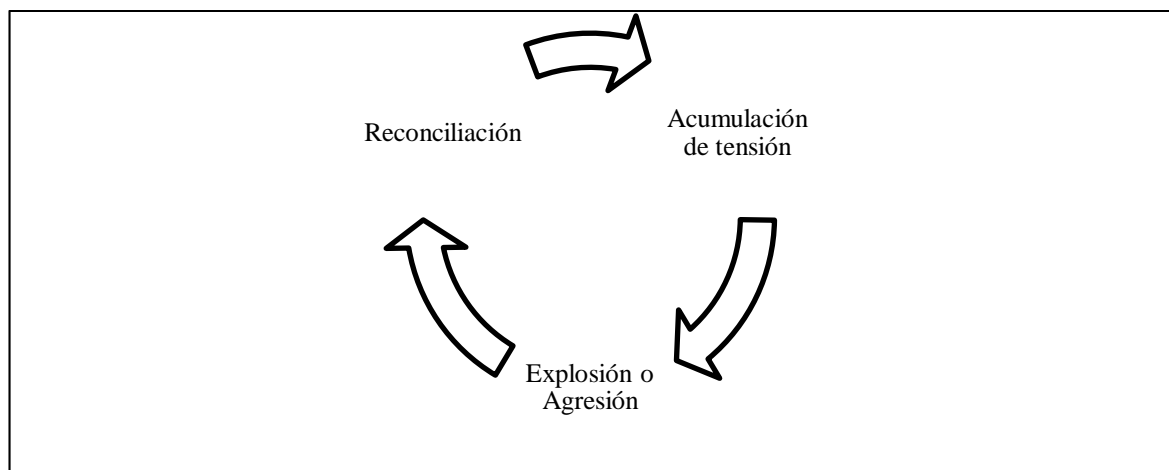 Reconciliación
Acumulación
de tensión
Explosión o
Agresión